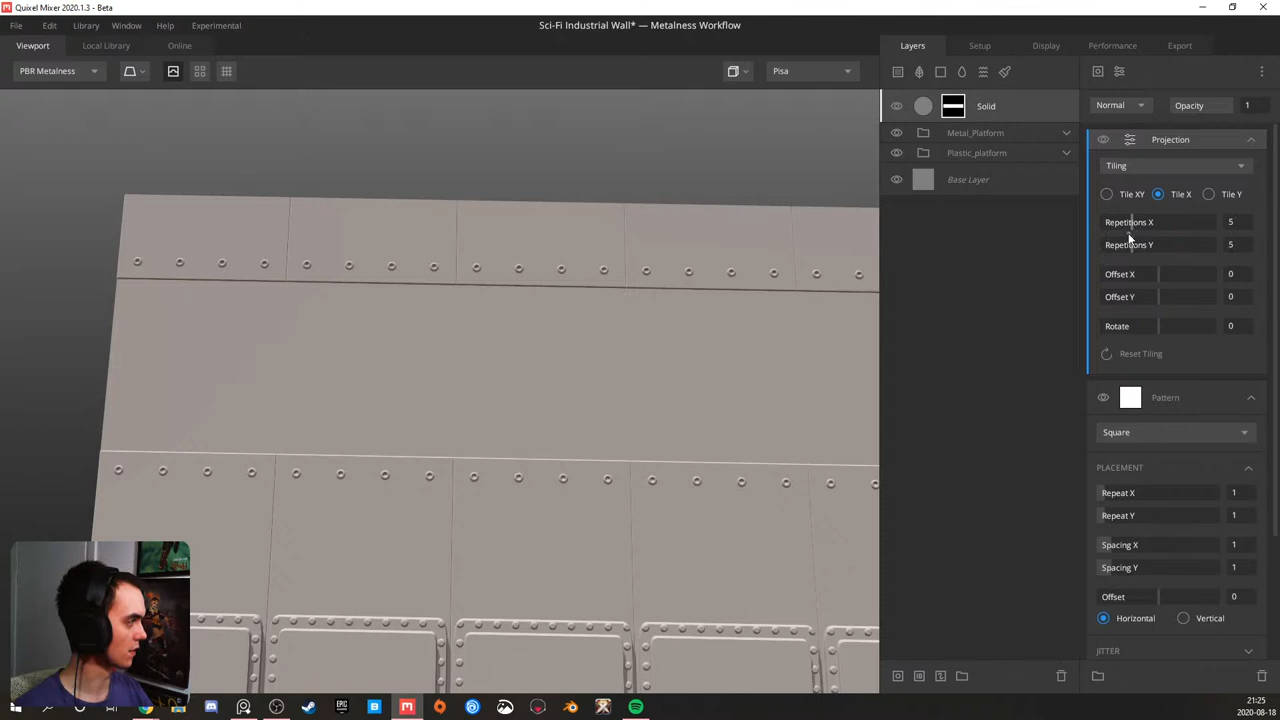 Quixel Mixer 2020.1.3 - Beta
File Edit Library Window Help Experimental
Sci-Fi Industrial Wall* — Metalness Workflow
Viewport Local Library Online
Layers Setup Display Performance Export
PBR Metalness
Pisa
Solid
Normal Opacity 1
Metal_Platform
Projection
Plastic_platform
Tiling
Base Layer
Tile XY Tile X Tile Y
Repetitions X 5
Repetitions Y 5
Offset X 0
Offset Y 0
Rotate 0
Reset Tiling
Pattern
Square
PLACEMENT
Repeat X 1
Repeat Y 1
Spacing X 1
Spacing Y 1
Offset 0
Horizontal Vertical
JITTER
EPIC
21:25
2020-08-18